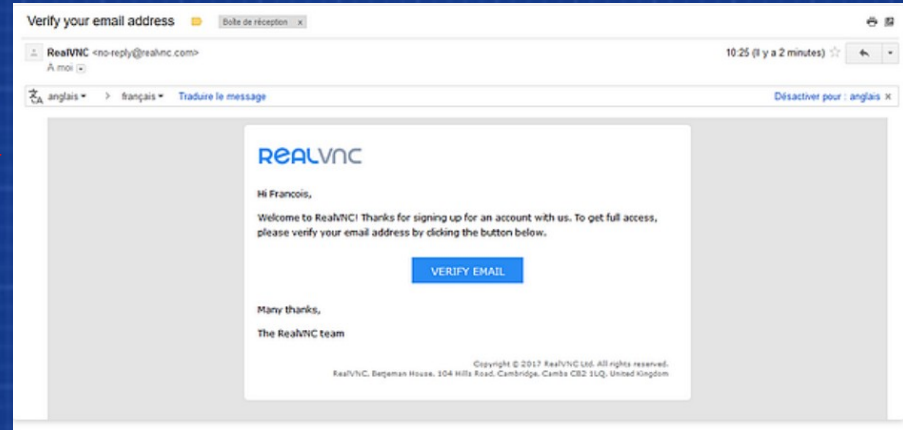 Verify your email address
Boîte de réception x
RealVNC <no-reply@realvnc.com>
10:25 (Il y a 2 minutes)
À moi
anglais > français Traduire le message
Désactiver pour : anglais x
REALVNC
Hi Francois,
Welcome to RealVNC! Thanks for signing up for an account with us. To get full access,
please verify your email address by clicking the button below.
VERIFY EMAIL
Many thanks,
The RealVNC team
Copyright © 2017 RealVNC Ltd. All rights reserved.
RealVNC, Betjeman House, 104 Hills Road, Cambridge, Cambs CB2 1LQ, United Kingdom